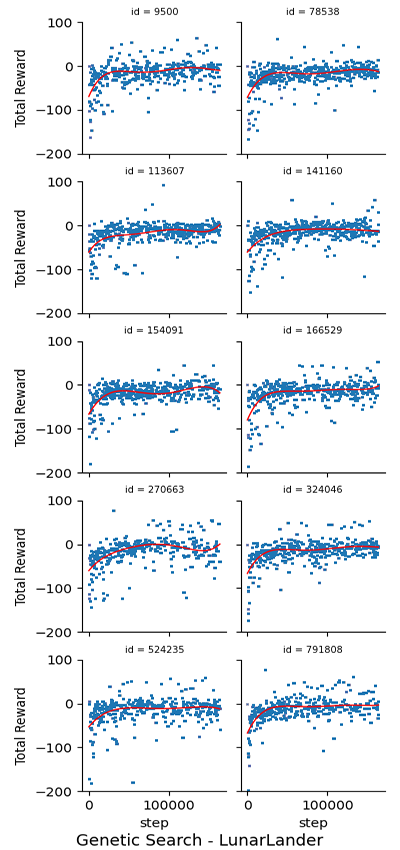 id = 9500
id = 78538
100
0
−100
−200
Total Reward
id = 113607
id = 141160
100
0
−100
−200
Total Reward
id = 154091
id = 166529
100
0
−100
−200
Total Reward
id = 270663
id = 324046
100
0
−100
−200
Total Reward
id = 524235
id = 791808
100
0
−100
−200
Total Reward
0
100000
0
100000
step
step
Genetic Search - LunarLander